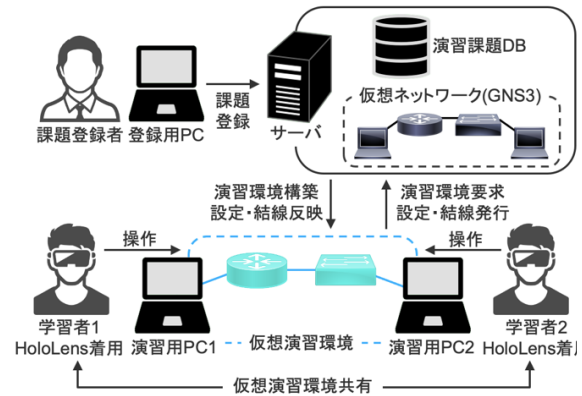 演習課題DB
仮想ネットワーク(GNS3)
課題
登録
課題登録者
登録用PC
サーバ
演習環境構築
設定・結線反映
演習環境要求
設定・結線発行
操作
操作
学習者1
HoloLens着用
演習用PC1
仮想演習環境
演習用PC2
学習者2
HoloLens着用
仮想演習環境共有